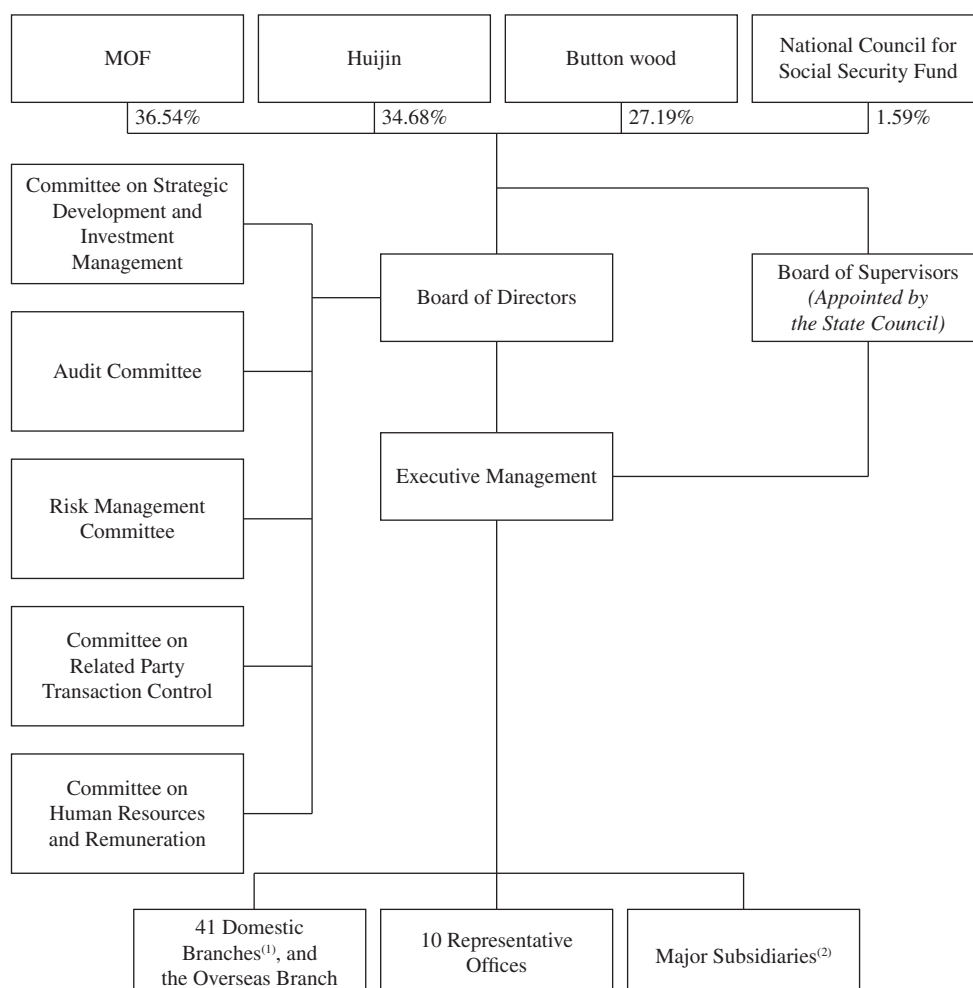 MOF
Huijin
Button wood
National Council for
Social Security Fund
36.54%
34.68%
27.19%
1.59%
Committee on Strategic
Development and
Investment
Management
Board of Directors
Board of Supervisors
(Appointed by
the State Council)
Audit Committee
Executive Management
Risk Management
Committee
Committee on
Related Party
Transaction Control
Committee on
Human Resources
and Remuneration
41 Domestic
Branches(1), and
the Overseas Branch
10 Representative
Offices
Major Subsidiaries(2)